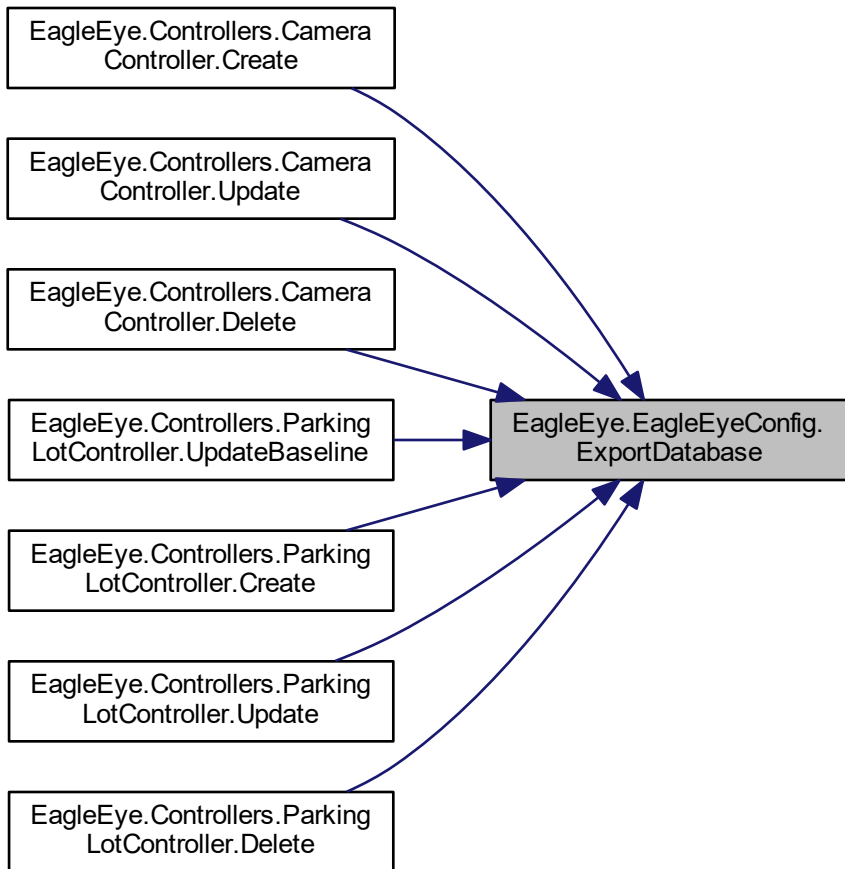 EagleEye.Controllers.Camera
Controller.Create
EagleEye.Controllers.Camera
Controller.Update
EagleEye.Controllers.Camera
Controller.Delete
EagleEye.Controllers.Parking
LotController.UpdateBaseline
EagleEye.EagleEyeConfig.
ExportDatabase
EagleEye.Controllers.Parking
LotController.Create
EagleEye.Controllers.Parking
LotController.Update
EagleEye.Controllers.Parking
LotController.Delete